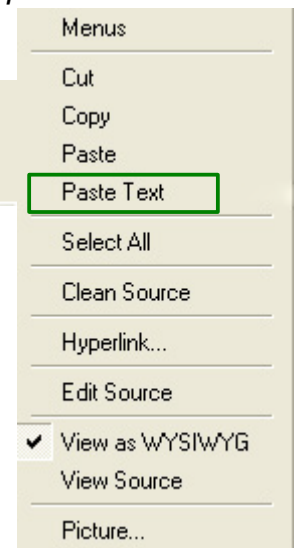 Menus
Cut
Copy
Paste
Paste Text
Select All
Clean Source
Hyperlink...
Edit Source
View as WYSIWYG
View Source
Picture...